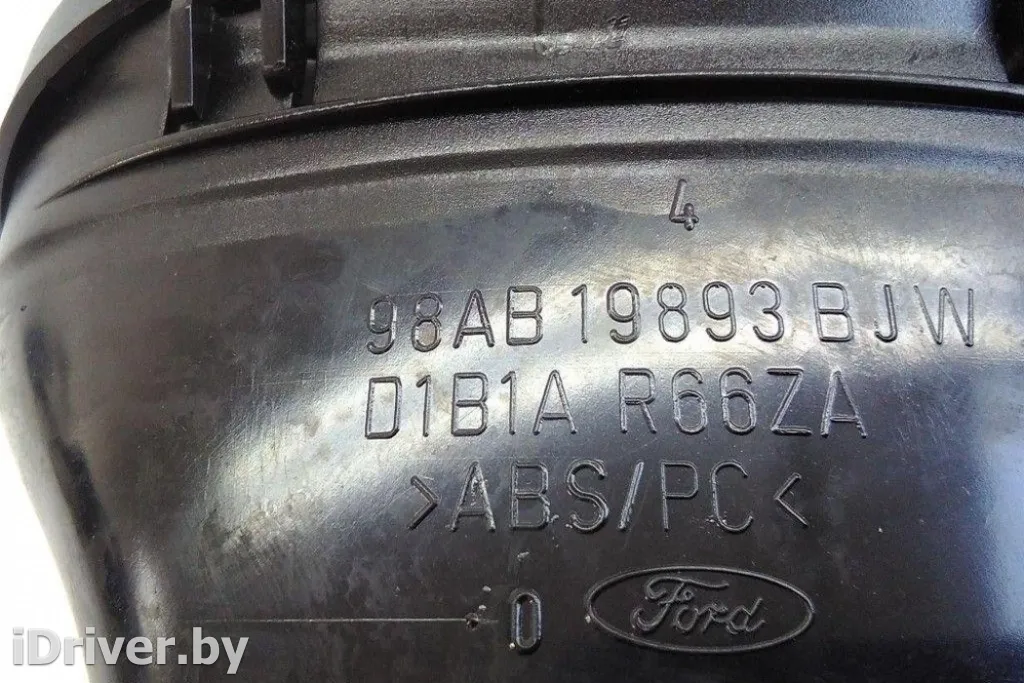 4
98AB 19893 BJW
D1B1A R66ZA
>ABS/PC<
0 Ford
iDriver.by